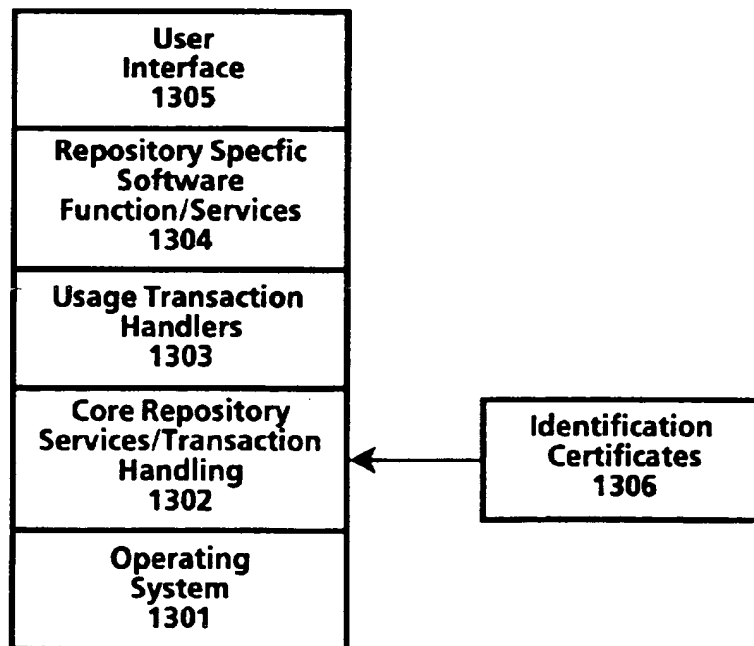 User
Interface
1305
Repository Specfic
Software
Function/Services
1304
Usage Transaction
Handlers
1303
Core Repository
Services/Transaction
Handling
1302
Identification
Certificates
1306
Operating
System
1301